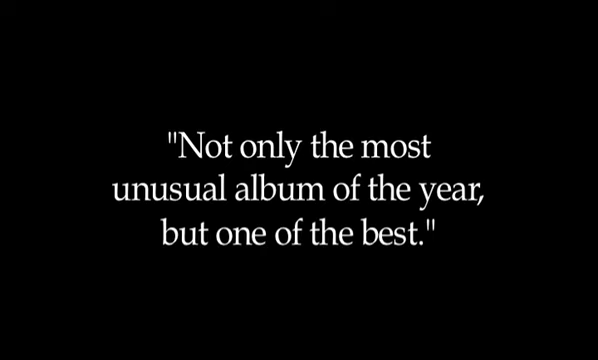 "Not only the most
unusual album of the year,
but one of the best."